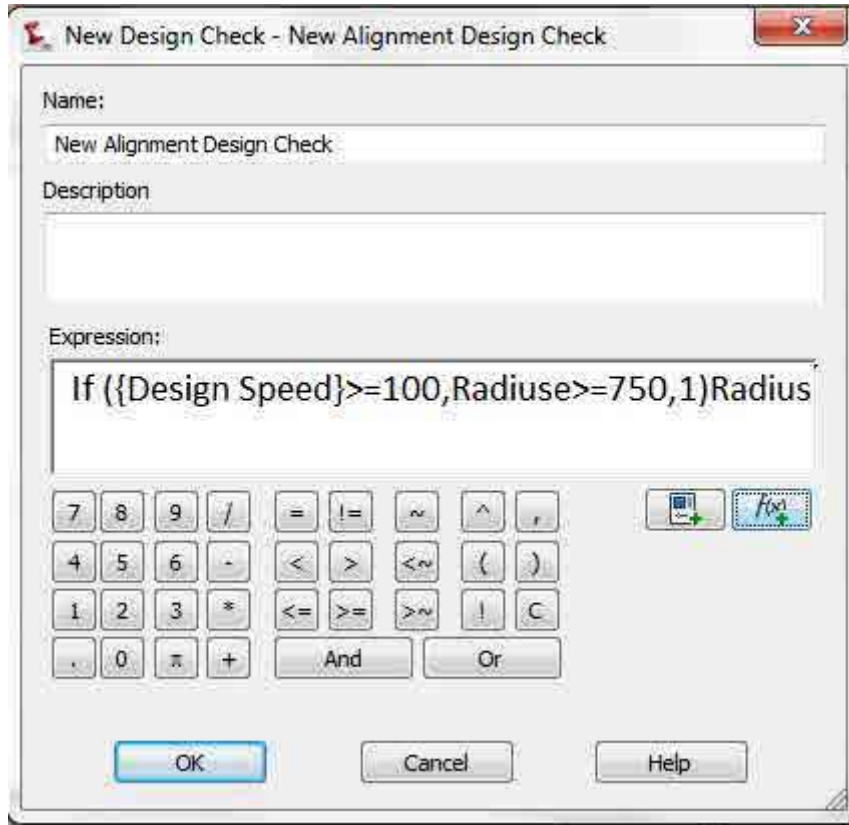 New Design Check - New Alignment Design Check
X
Name:
New Alignment Design Check
Description
Expression:
If ({Design Speed}>=100,Radiuse>=750,1)Radius
7 8 9 / = != ~ ^ , f(x)
4 5 6 - < > <~ ( )
1 2 3 * <= >= >~ ! C
. 0 π + And Or
OK Cancel Help